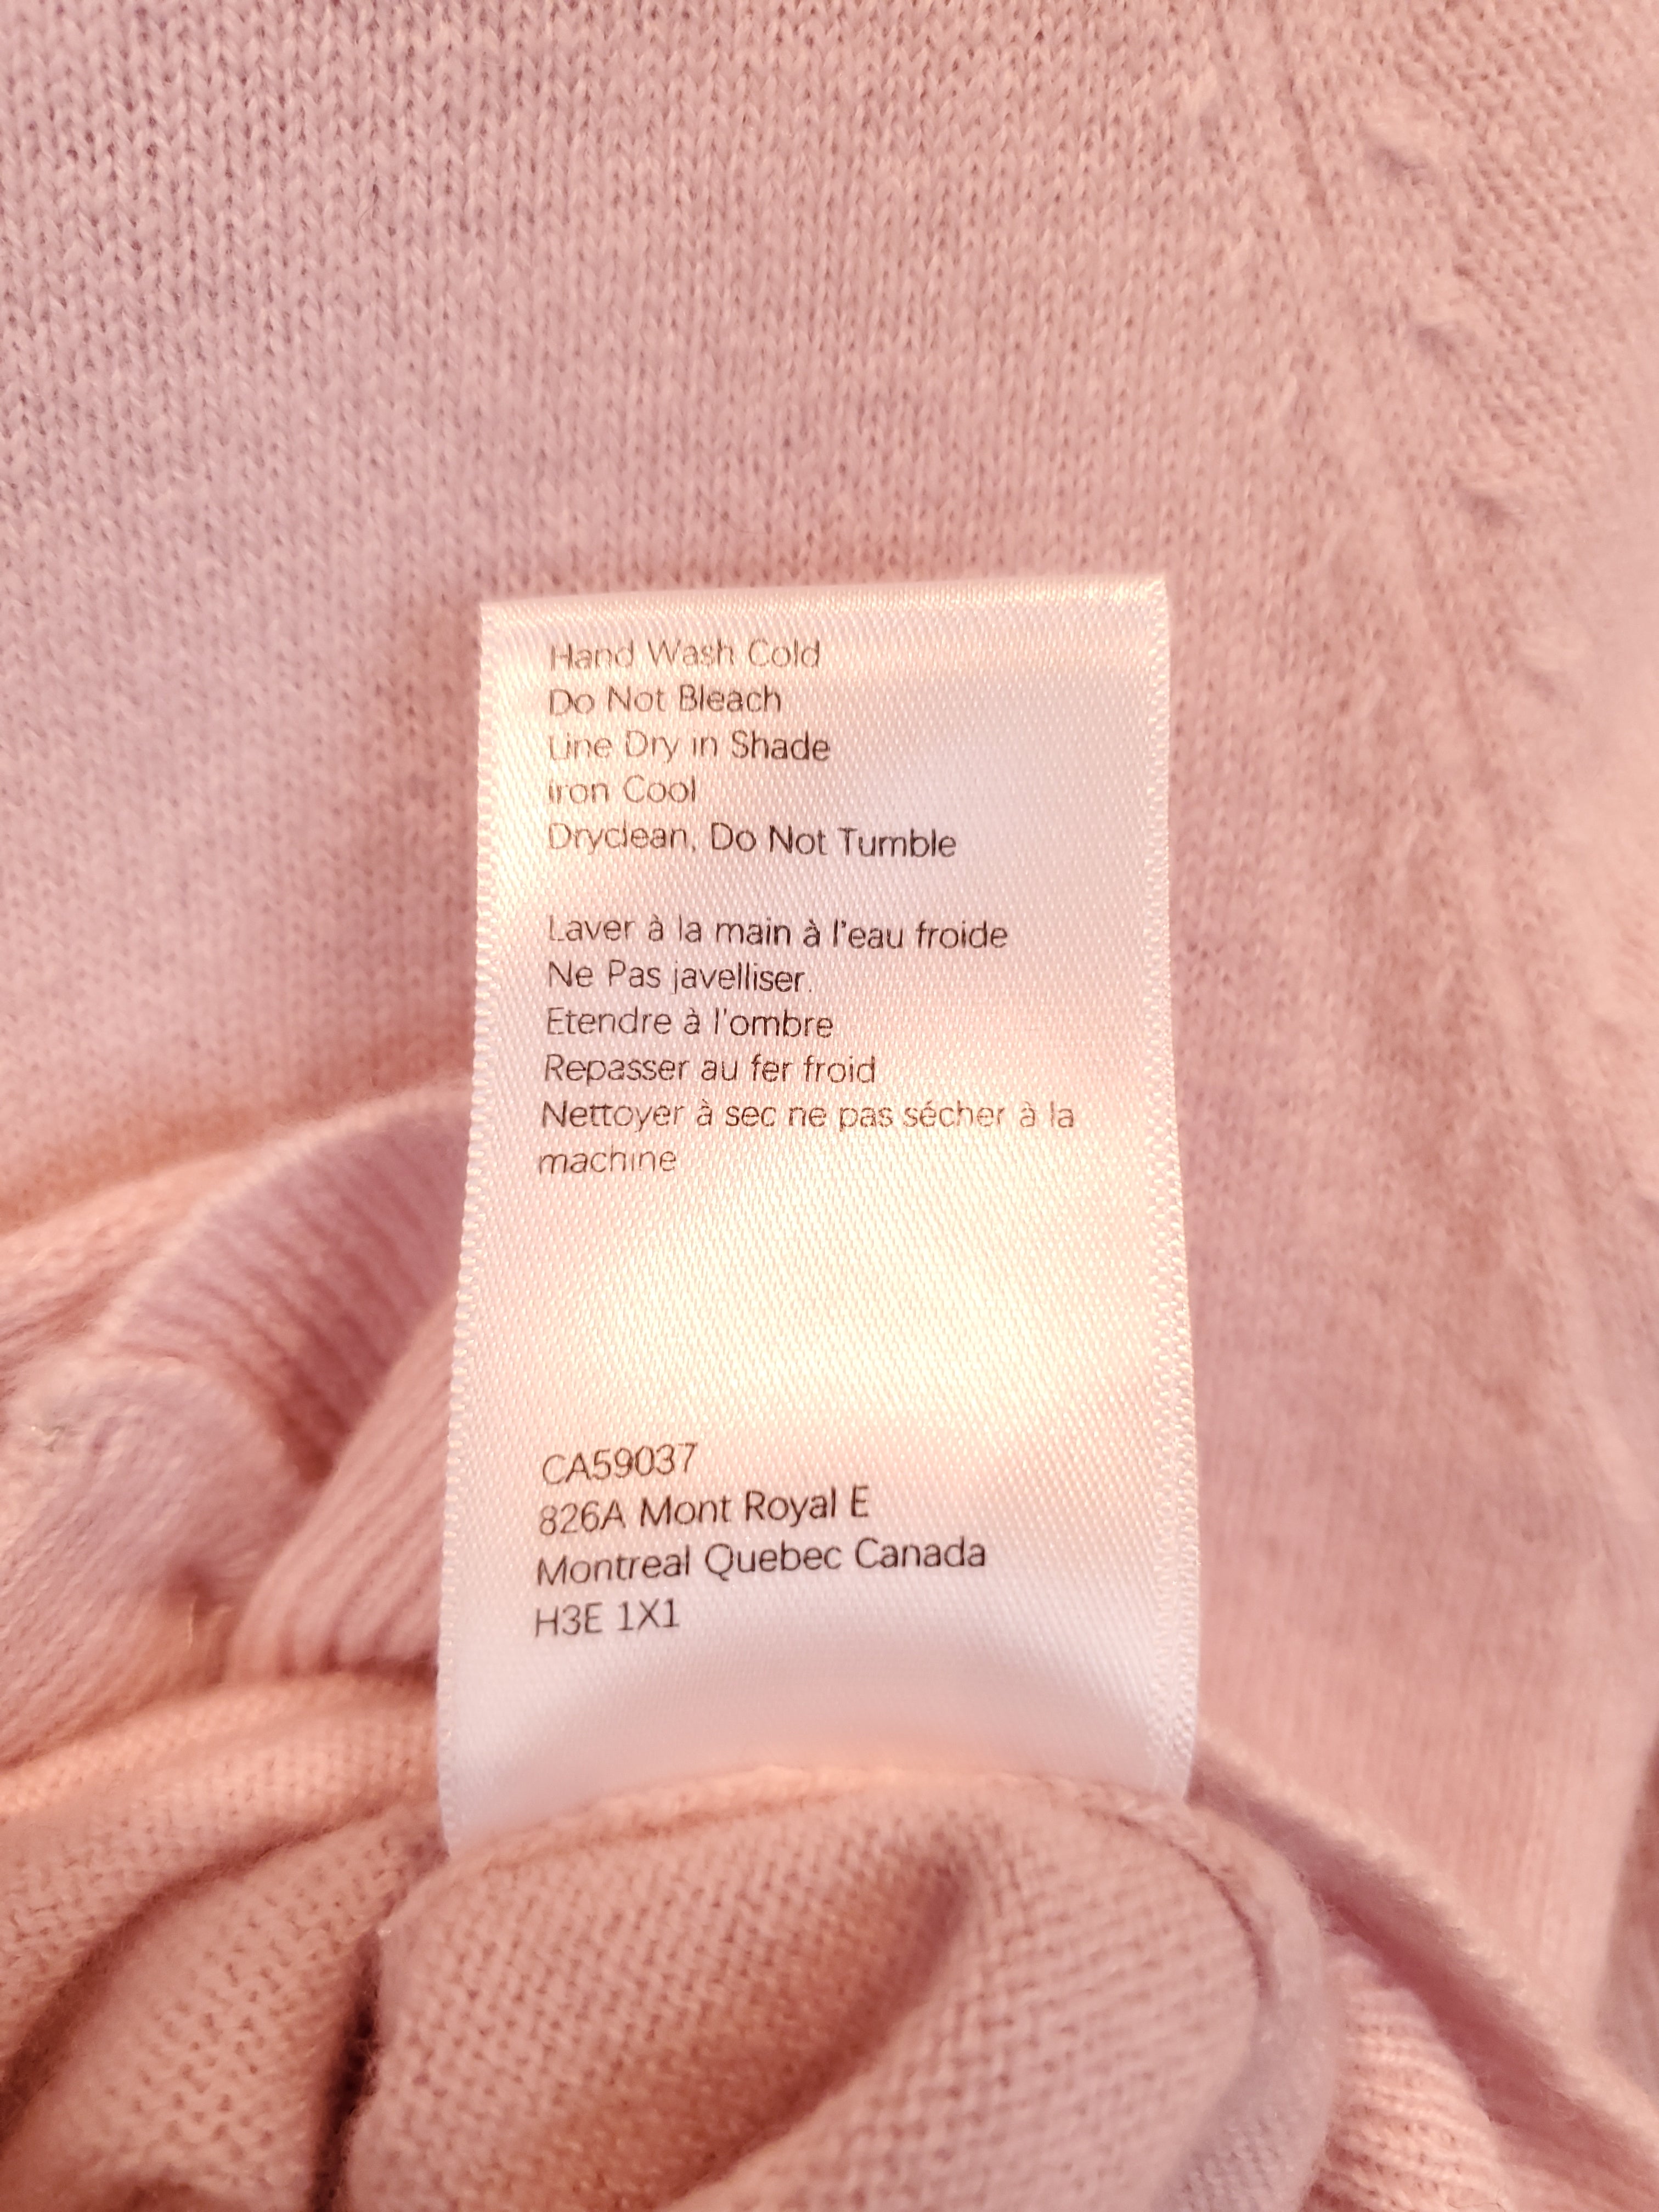 Hand Wash Cold
Do Not Bleach
Line Dry in Shade
Iron Cool
Dryclean, Do Not Tumble
Laver à la main à l'eau froide
Ne Pas javelliser.
Etendre à l'ombre
Repasser au fer froid
Nettoyer à sec ne pas sécher à la
machine
CA59037
826A Mont Royal E
Montreal Quebec Canada
H3E 1X1